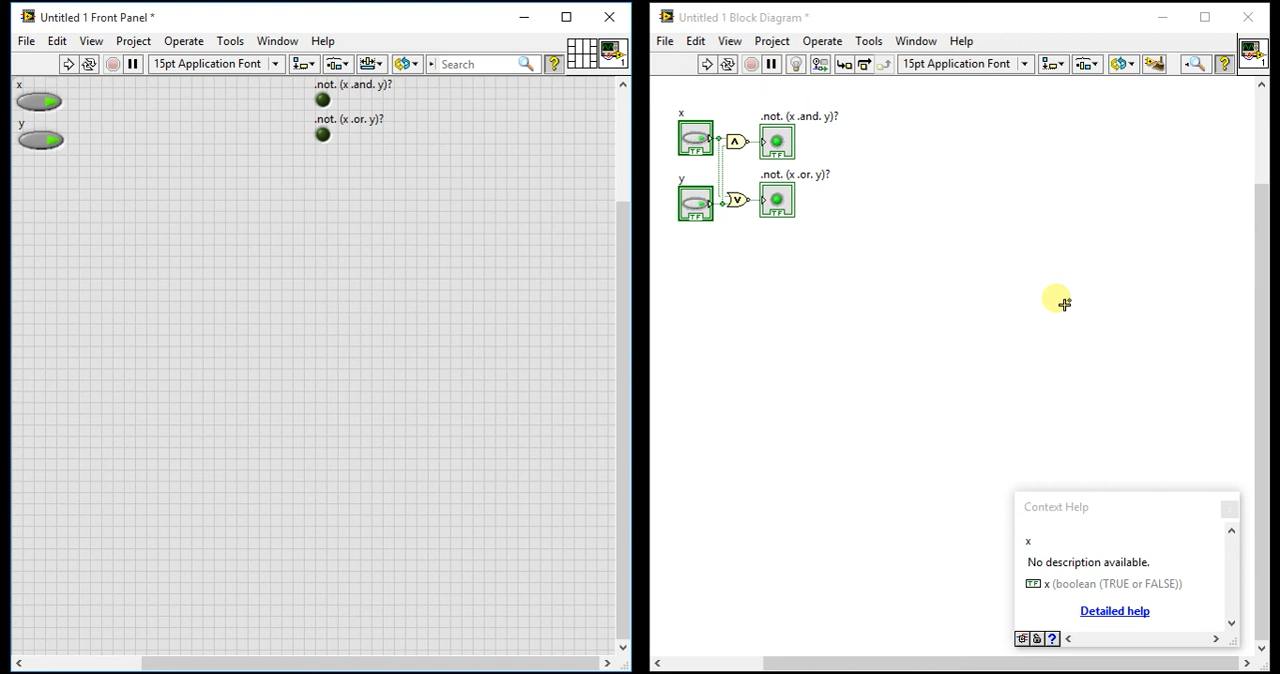 Untitled 1 Front Panel *
File Edit View Project Operate Tools Window Help
15pt Application Font
Search
?
1
x
y
.not. (x .and. y)?
.not. (x .or. y)?
Untitled 1 Block Diagram *
File Edit View Project Operate Tools Window Help
15pt Application Font
?
1
x
TF
.not. (x .and. y)?
TF
y
TF
.not. (x .or. y)?
TF
Context Help
x
No description available.
TF x (boolean (TRUE or FALSE))
Detailed help
?